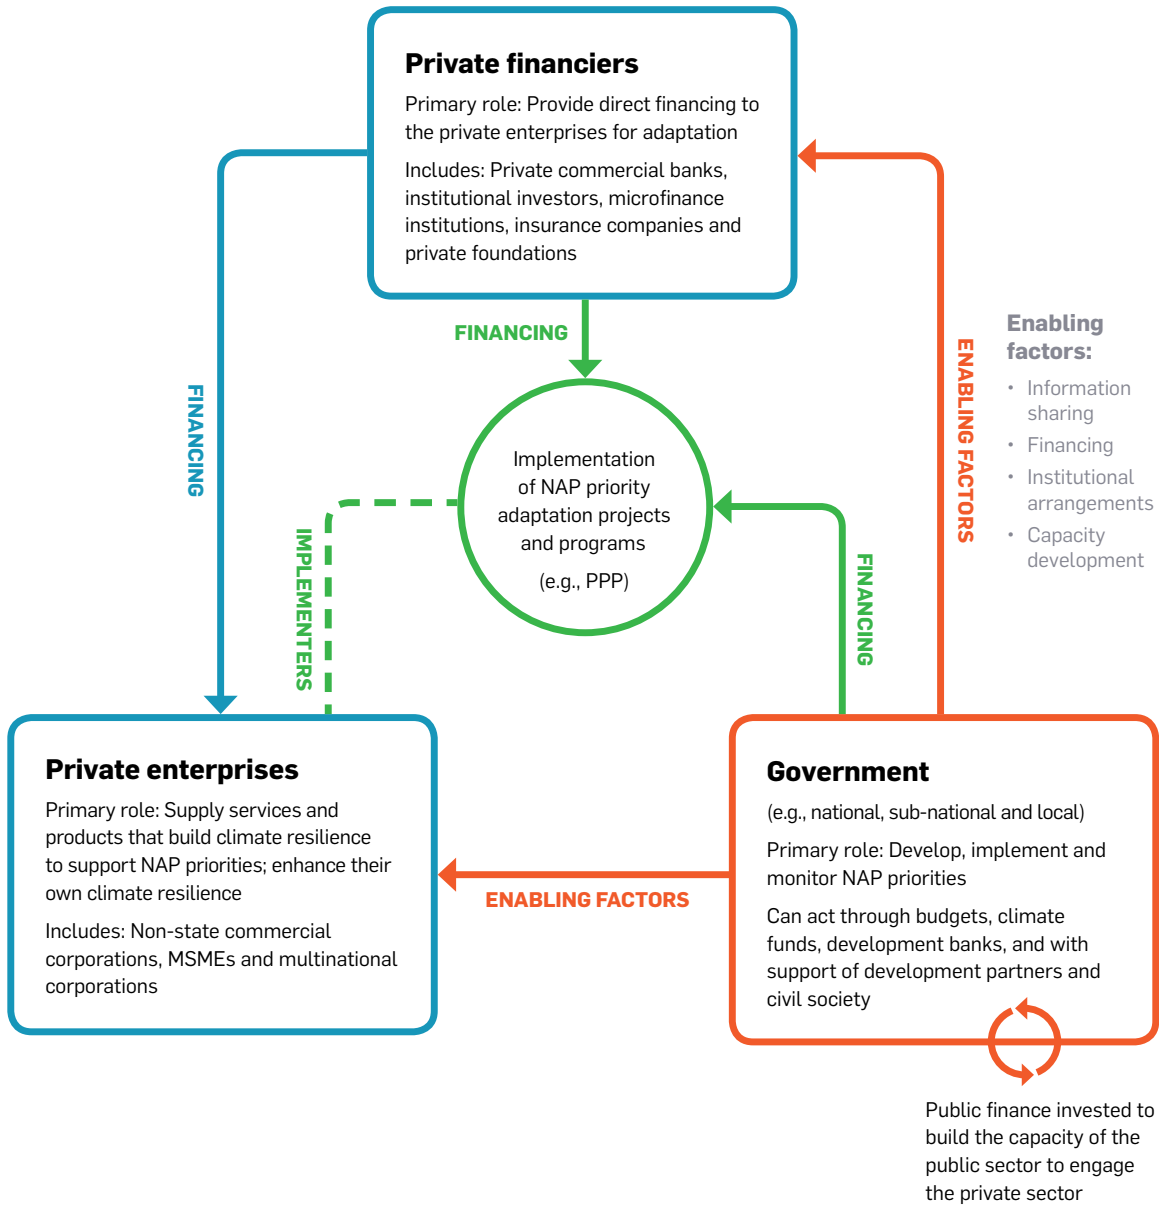 Private financiers
Primary role: Provide direct financing to
the private enterprises for adaptation
Includes: Private commercial banks,
institutional investors, microfinance
institutions, insurance companies and
private foundations
FINANCING
FINANCING
Implementation
of NAP priority
adaptation projects
and programs
(e.g., PPP)
IMPLEMENTERS
FINANCING
ENABLING FACTORS
Enabling
factors:
• Information
sharing
• Financing
• Institutional
arrangements
• Capacity
development
Private enterprises
Primary role: Supply services and
products that build climate resilience
to support NAP priorities; enhance their
own climate resilience
Includes: Non-state commercial
corporations, MSMEs and multinational
corporations
ENABLING FACTORS
Government
(e.g., national, sub-national and local)
Primary role: Develop, implement and
monitor NAP priorities
Can act through budgets, climate
funds, development banks, and with
support of development partners and
civil society
Public finance invested to
build the capacity of the
public sector to engage
the private sector